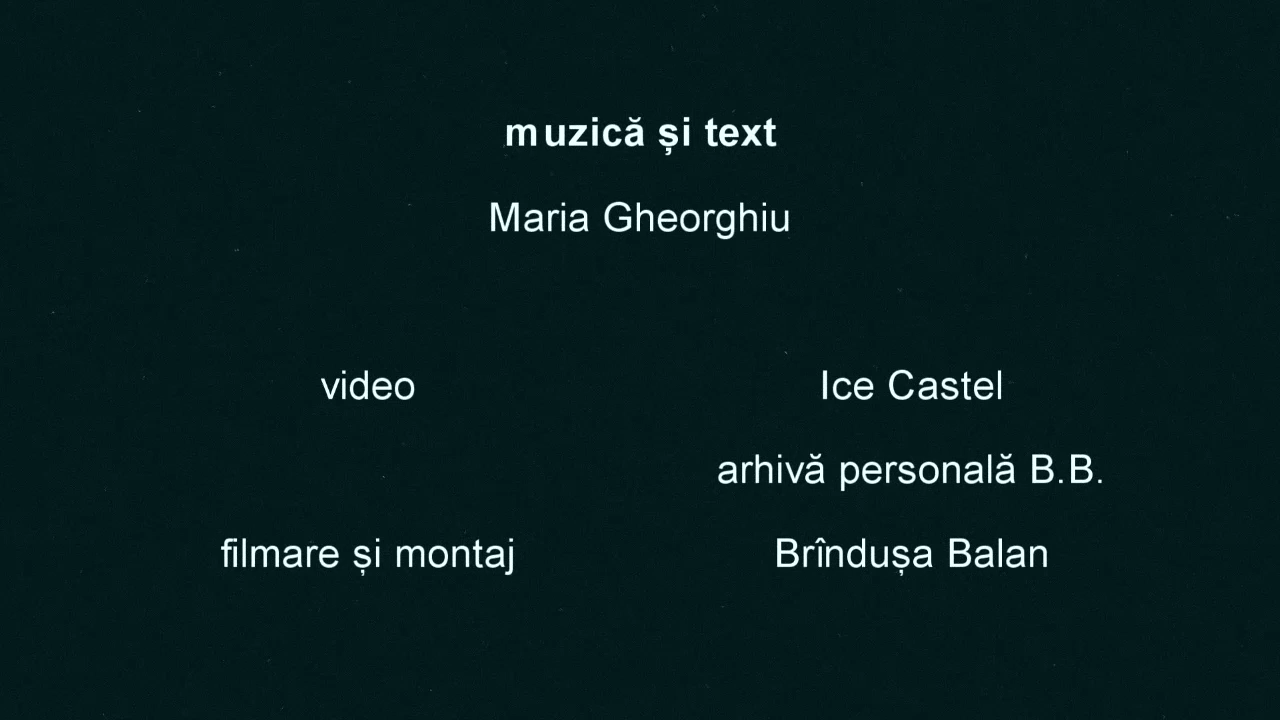 muzică și text
Maria Gheorghiu
video Ice Castel
arhivă personală B.B.
filmare și montaj Brîndușa Balan